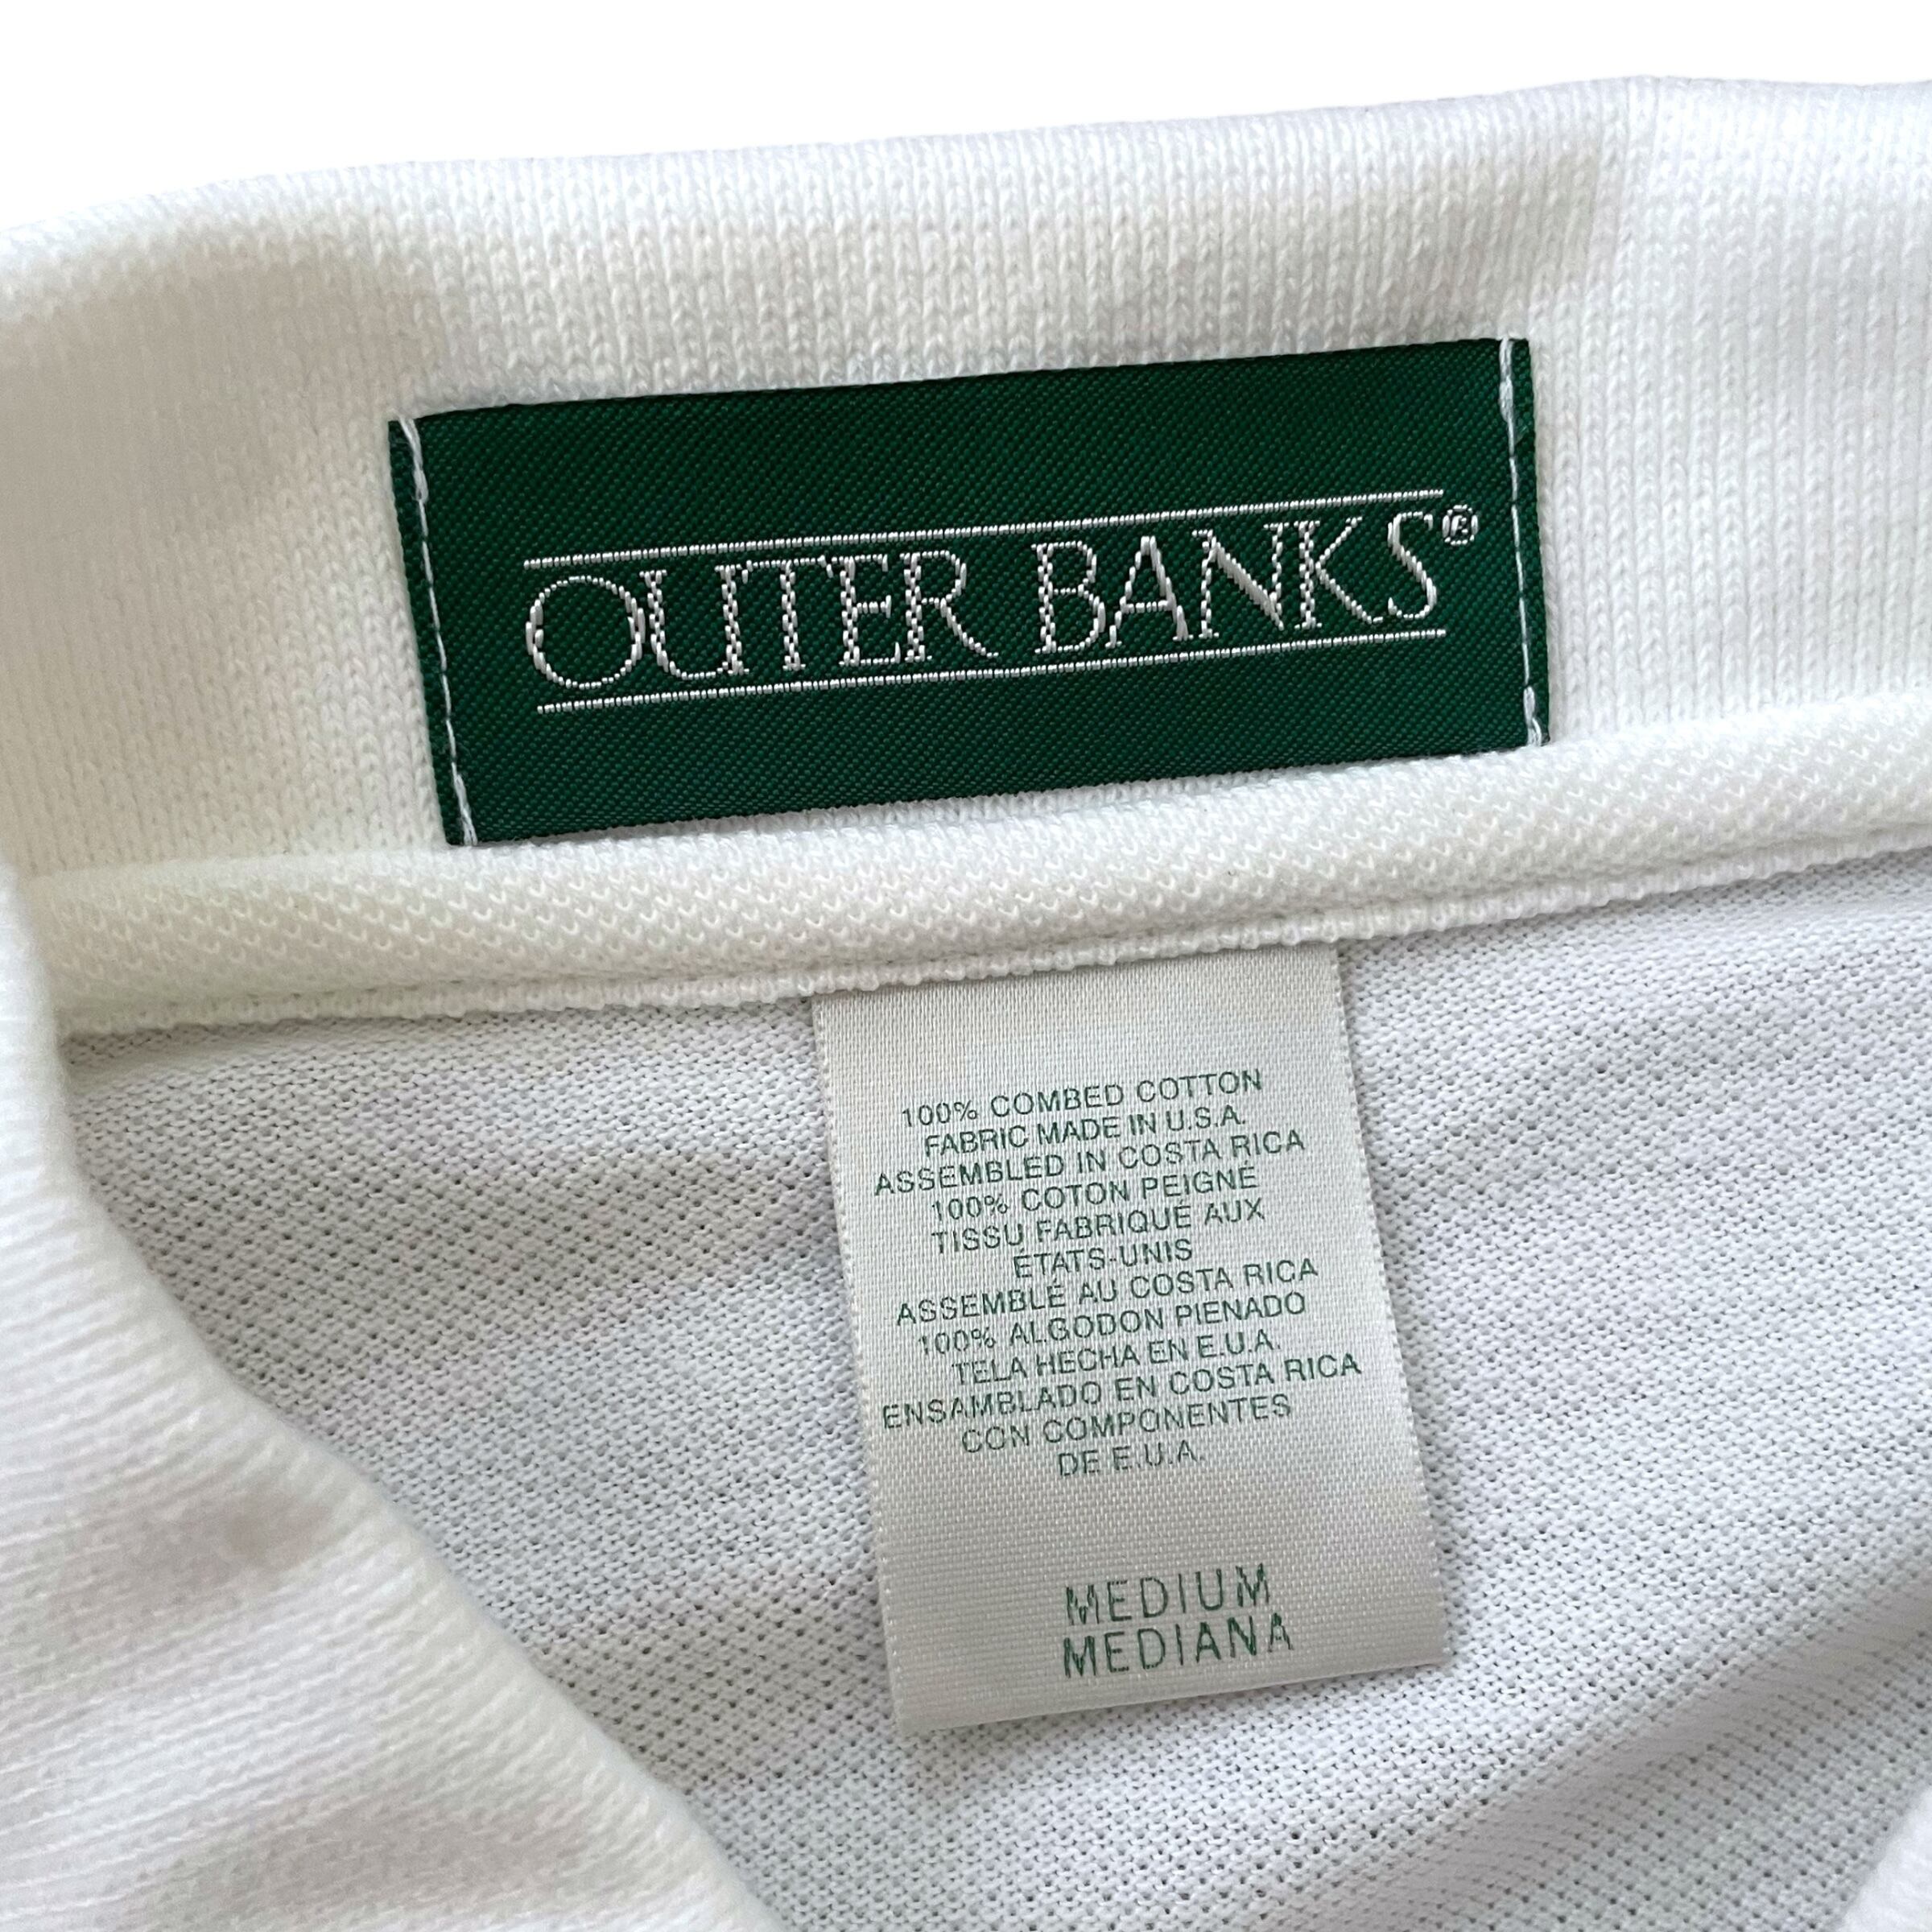 OUTER BANKS®
100% COMBED COTTON
FABRIC MADE IN U.S.A.
ASSEMBLED IN COSTA RICA
100% COTON PEIGNÉ
TISSU FABRIQUÉ AUX
ÉTATS-UNIS
ASSEMBLÉ AU COSTA RICA
100% ALGODON PIENADO
TELA HECHA EN E.U.A.
ENSAMBLADO EN COSTA RICA
CON COMPONENTES
DE E.U.A.
MEDIUM
MEDIANA